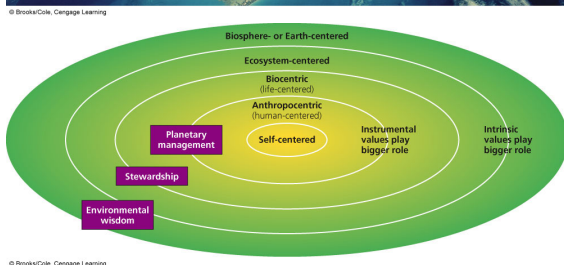 © Brooks/Cole, Cengage Learning
Biosphere- or Earth-centered
Ecosystem-centered
Biocentric
(life-centered)
Anthropocentric
(human-centered)
Planetary
management
Self-centered
Instrumental
values play
bigger role
Intrinsic
values play
bigger role
Stewardship
Environmental
wisdom
© Brooks/Cole, Cengage Learning